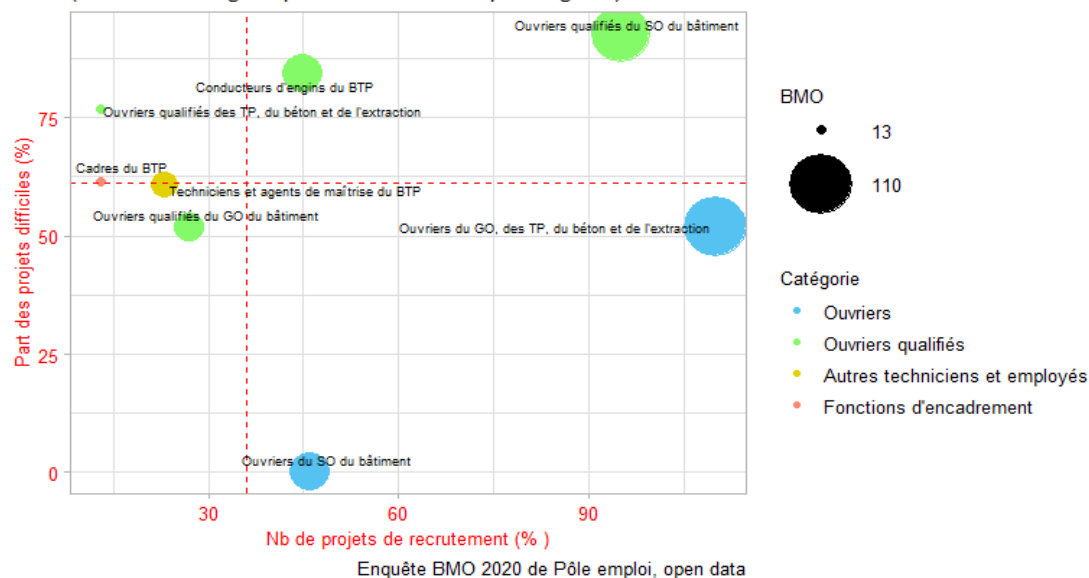 Ouvriers qualifiés du SO du bâtiment
Conducteurs d'engins du BTP
Ouvriers qualifiés des TP, du béton et de l'extraction
Cadres du BTP
Techniciens et agents de maîtrise du BTP
Ouvriers qualifiés du GO du bâtiment
Ouvriers du GO, des TP, du béton et de l'extraction
Ouvriers du SO du bâtiment
Part des projets difficiles (%)
75
50
25
0
30
60
90
Nb de projets de recrutement (% )
Enquête BMO 2020 de Pôle emploi, open data
BMO
13
110
Catégorie
Ouvriers
Ouvriers qualifiés
Autres techniciens et employés
Fonctions d'encadrement